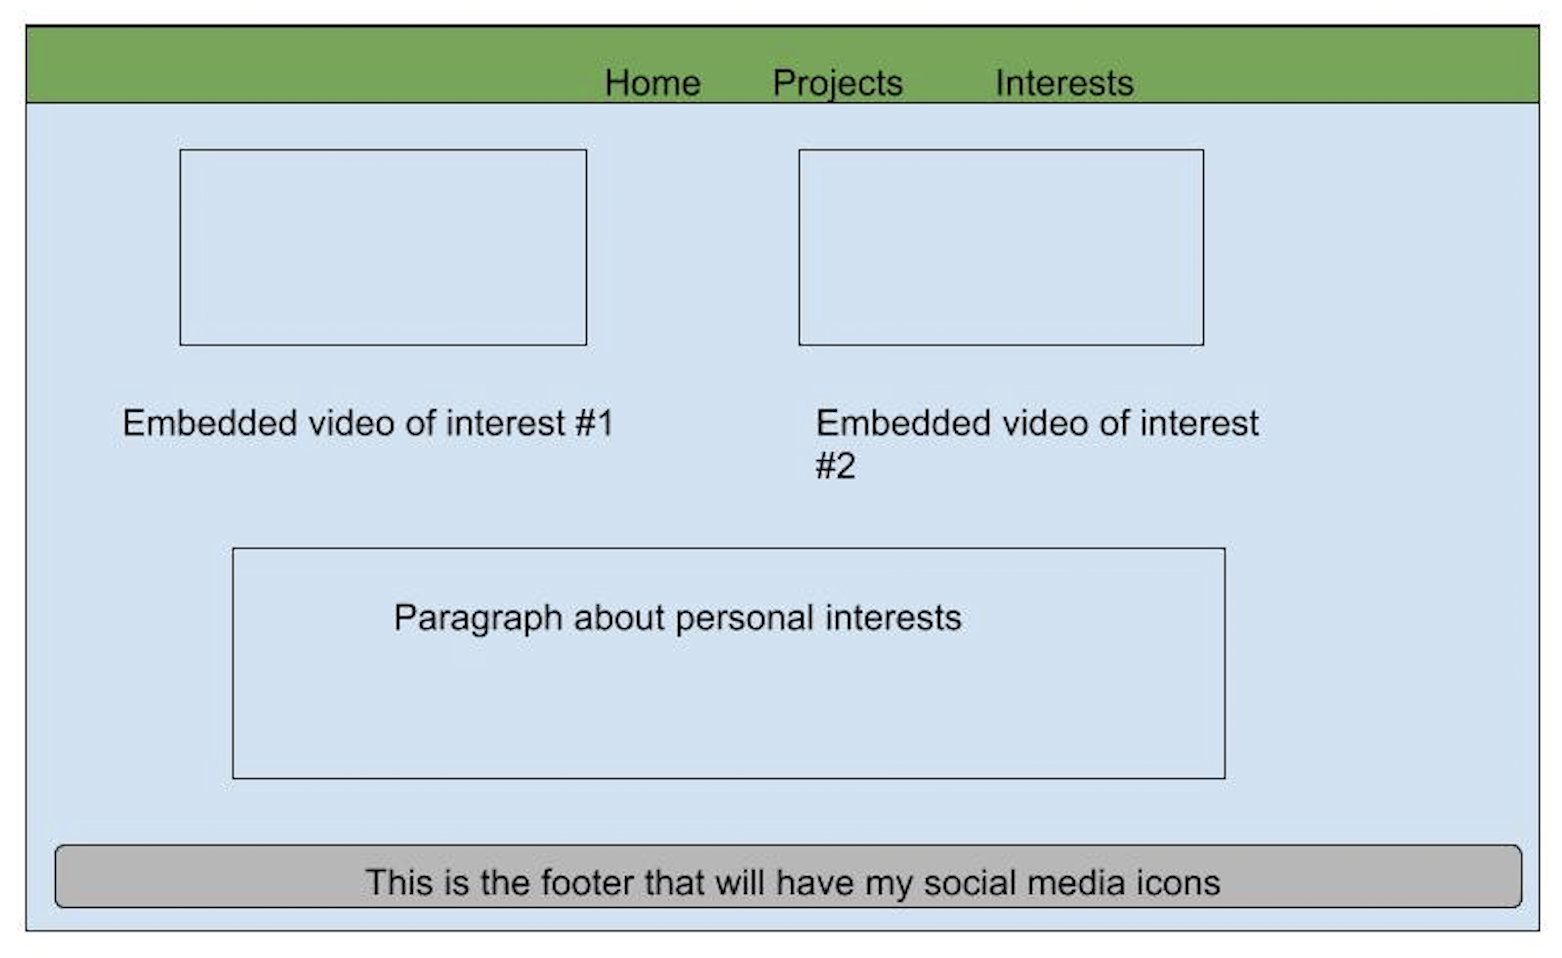 Home Projects Interests
Embedded video of interest #1
Embedded video of interest
#2
Paragraph about personal interests
This is the footer that will have my social media icons